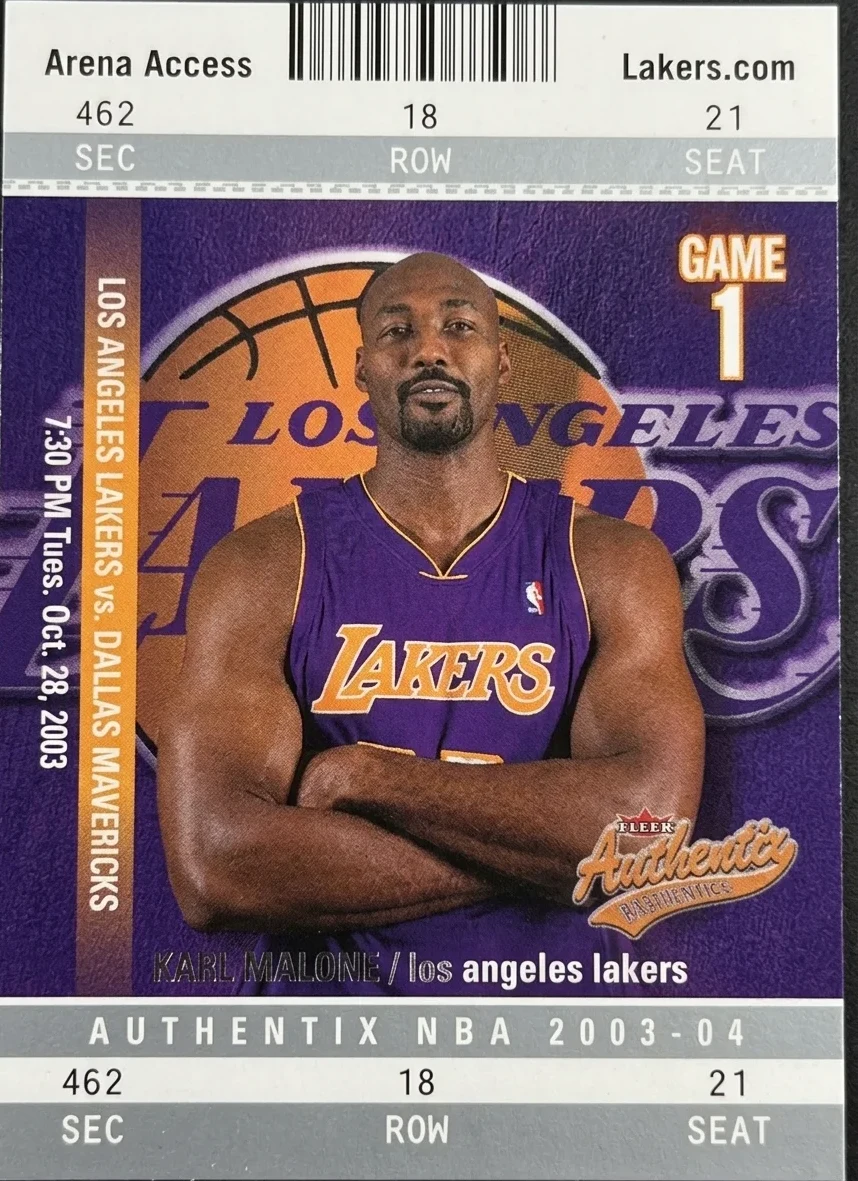 Arena Access Lakers.com
462 18 21
SEC ROW SEAT
GAME
1
LOS ANGELES LAKERS vs. DALLAS MAVERICKS
7:30 PM Tues. Oct. 28, 2003
LOS ANGELES
LAKERS
FLEER
Authentix
KARL MALONE / los angeles lakers
AUTHENTIX NBA 2003-04
462 18 21
SEC ROW SEAT